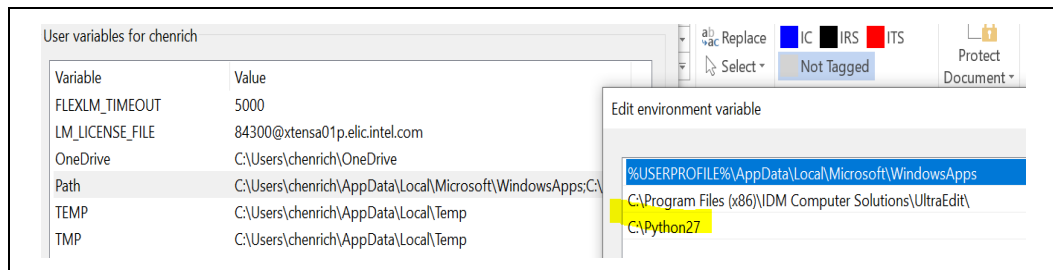 User variables for chenrich
Variable Value
FLEXLM_TIMEOUT 5000
LM_LICENSE_FILE 84300@xtensa01p.elic.intel.com
OneDrive C:\Users\chenrich\OneDrive
Path C:\Users\chenrich\AppData\Local\Microsoft\WindowsApps;C:\
TEMP C:\Users\chenrich\AppData\Local\Temp
TMP C:\Users\chenrich\AppData\Local\Temp
Replace
Select
IC IRS ITS
Not Tagged
Protect
Document
Edit environment variable
%USERPROFILE%\AppData\Local\Microsoft\WindowsApps
C:\Program Files (x86)\IDM Computer Solutions\UltraEdit\
C:\Python27